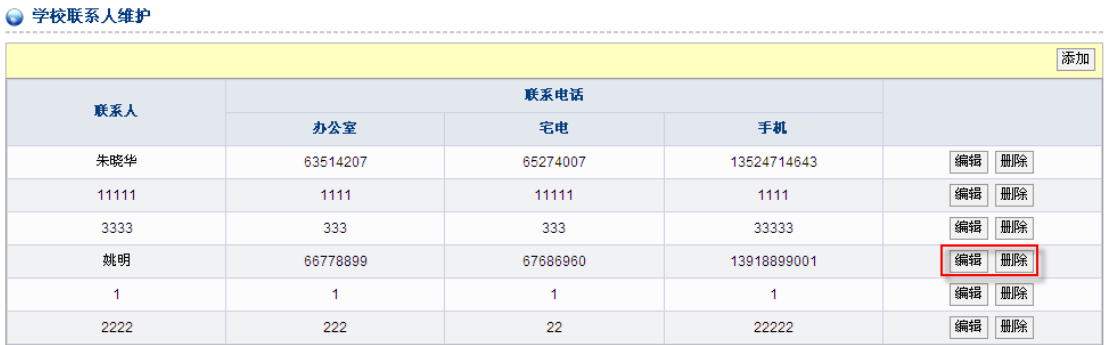 学校联系人维护
添加
联系人 联系电话
办公室 宅电 手机
朱晓华 63514207 65274007 13524714643 编辑 删除
11111 1111 11111 1111 编辑 删除
3333 333 333 33333 编辑 删除
姚明 66778899 67686960 13918899001 编辑 删除
1 1 1 1 编辑 删除
2222 222 22 22222 编辑 删除